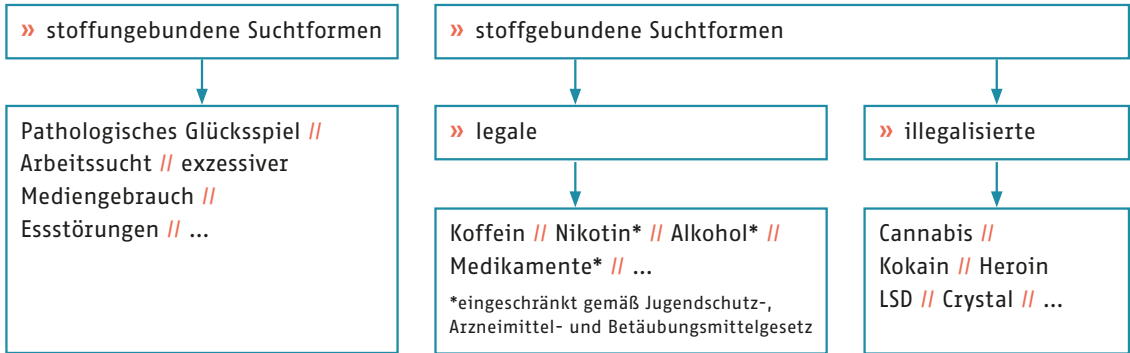 » stoffungebundene Suchtformen
» stoffgebundene Suchtformen
Pathologisches Glücksspiel //
Arbeitssucht // exzessiver
Mediengebrauch //
Essstörungen // ...
» legale
» illegalisierte
Koffein // Nikotin* // Alkohol* //
Medikamente* // ...
*eingeschränkt gemäß Jugendschutz-,
Arzneimittel- und Betäubungsmittelgesetz
Cannabis //
Kokain // Heroin
LSD // Crystal // ...